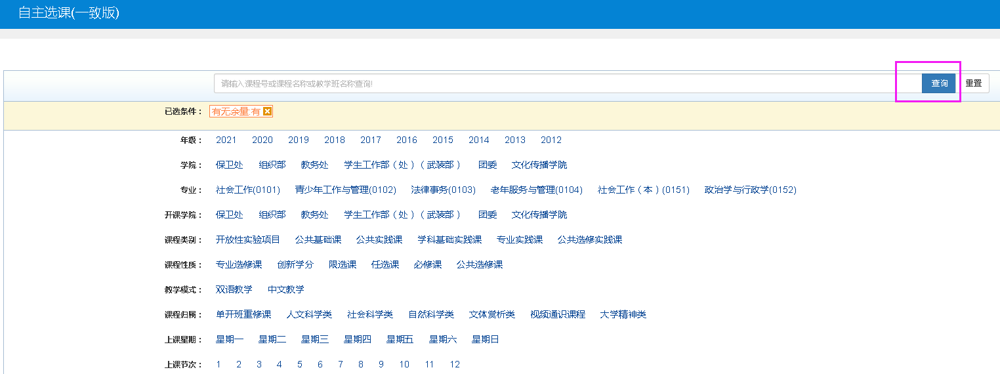 自主选课(一致版)
请输入课程号或课程名称或教学班名称查询! 查询 重置
已选条件： 有无余量:有
年级： 2021 2020 2019 2018 2017 2016 2015 2014 2013 2012
学院： 保卫处 组织部 教务处 学生工作部（处）（武装部） 团委 文化传播学院
专业： 社会工作(0101) 青少年工作与管理(0102) 法律事务(0103) 老年服务与管理(0104) 社会工作（本）(0151) 政治学与行政学(0152)
开课学院： 保卫处 组织部 教务处 学生工作部（处）（武装部） 团委 文化传播学院
课程类别： 开放性实验项目 公共基础课 公共实践课 学科基础实践课 专业实践课 公共选修实践课
课程性质： 专业选修课 创新学分 限选课 任选课 必修课 公共选修课
教学模式： 双语教学 中文教学
课程归属： 单开班重修课 人文科学类 社会科学类 自然科学类 文体赏析类 视频通识课程 大学精神类
上课星期： 星期一 星期二 星期三 星期四 星期五 星期六 星期日
上课节次： 1 2 3 4 5 6 7 8 9 10 11 12